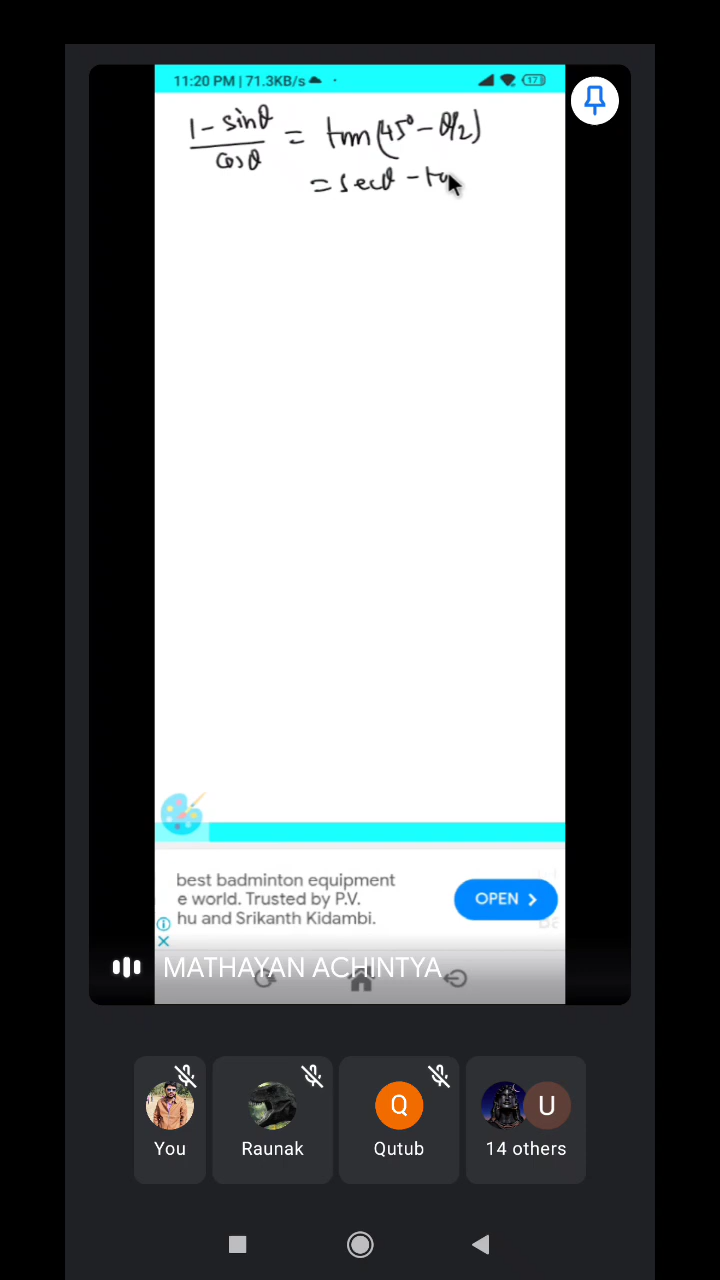 11:20 PM | 71.3KB/s
17
1 - sinθ / cosθ = tan(45° - θ/2)
= secθ - ta
best badminton equipment
e world. Trusted by P.V.
hu and Srikanth Kidambi.
OPEN
MATHAYAN ACHINTYA
Q
U
You
Raunak
Qutub
14 others